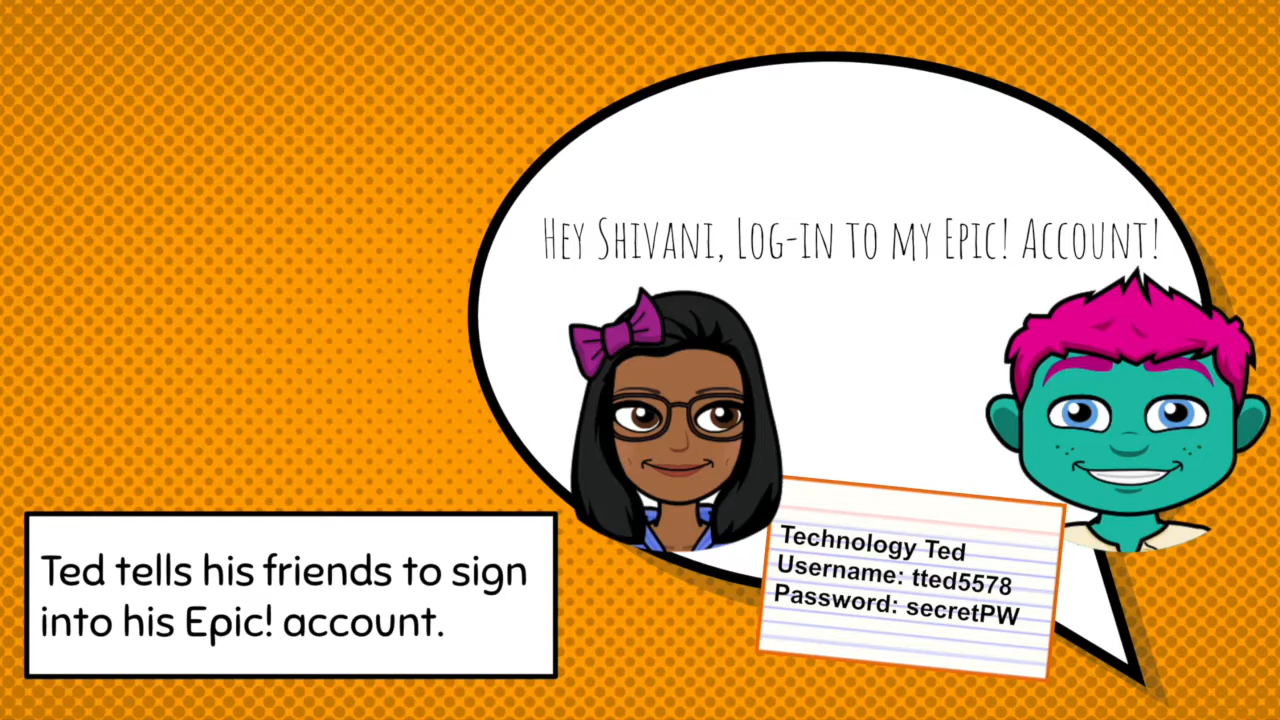 Hey Shivani, Log-in to my Epic! Account!
Technology Ted
Username: tted5578
Password: secretPW
Ted tells his friends to sign
into his Epic! account.